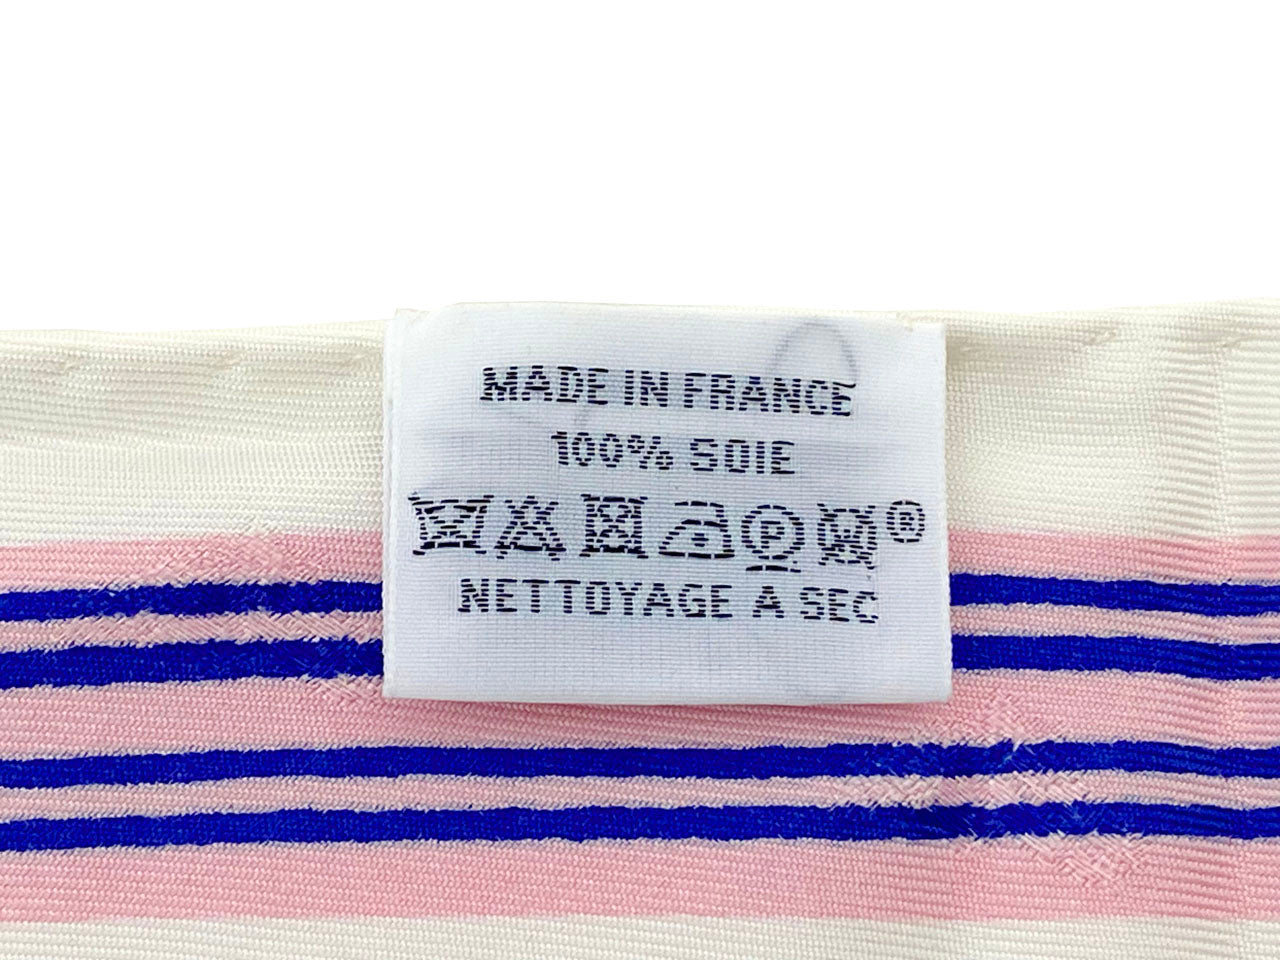 MADE IN FRANCE
100% SOIE
P ®
NETTOYAGE A SEC